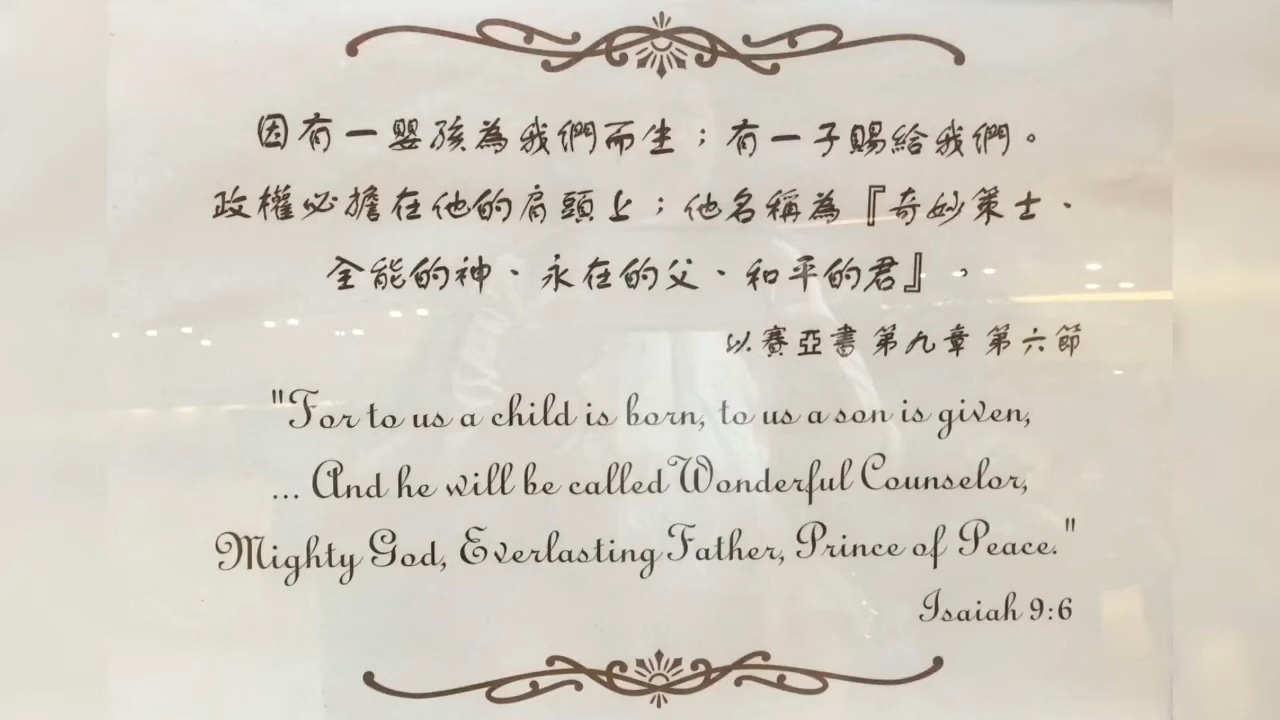 因有一嬰孩為我們而生；有一子賜給我們。
政權必擔在他的肩頭上；他名稱為『奇妙策士、
全能的神、永在的父、和平的君』。
以賽亞書 第九章 第六節
"For to us a child is born, to us a son is given,
... And he will be called Wonderful Counselor,
Mighty God, Everlasting Father, Prince of Peace."
Isaiah 9:6